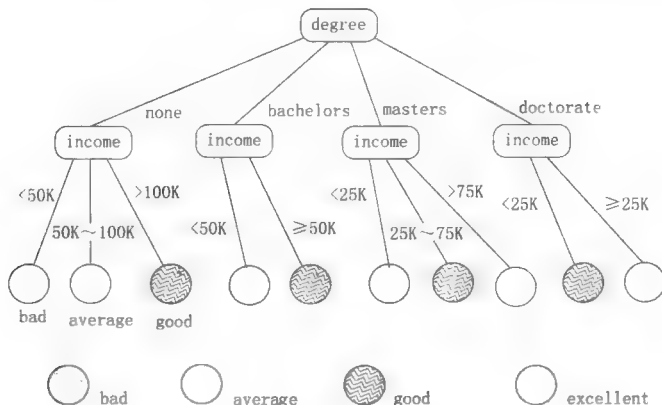 degree
none bachelors masters doctorate
income income income income
<50K 50K～100K >100K <50K ≥50K <25K 25K～75K >75K <25K ≥25K
bad average good
bad average good excellent